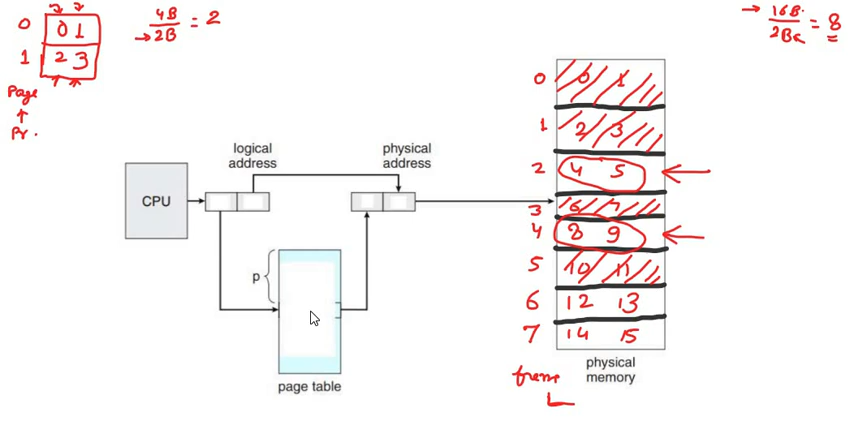 0 0 1
1 2 3
Page
↑
Pr.
4B
→2B
= 2
→ 16B
2B
= 8
logical
address
physical
address
CPU
p
page table
0 0 1
1 2 3
2 4 5
3 6 7
4 8 9
5 10 11
6 12 13
7 14 15
physical
memory
frame